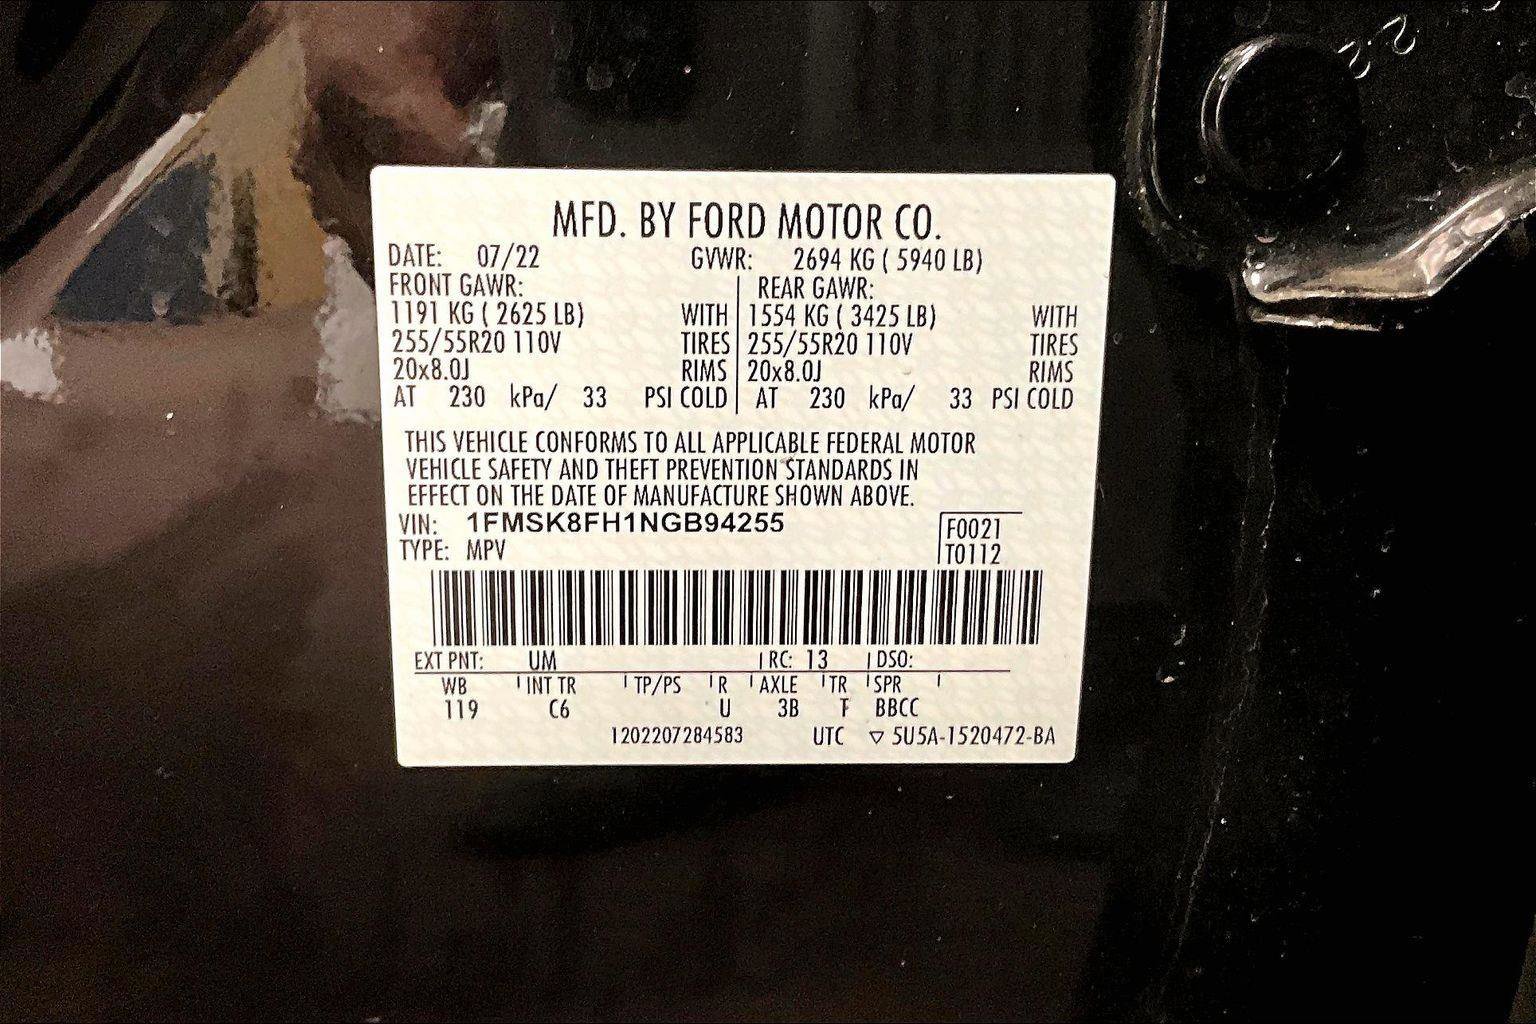 MFD. BY FORD MOTOR CO.
DATE: 07/22 GVWR: 2694 KG ( 5940 LB)
FRONT GAWR: REAR GAWR:
1191 KG ( 2625 LB) WITH 1554 KG ( 3425 LB) WITH
255/55R20 110V TIRES 255/55R20 110V TIRES
20x8.0J RIMS 20x8.0J RIMS
AT 230 kPa/ 33 PSI COLD AT 230 kPa/ 33 PSI COLD
THIS VEHICLE CONFORMS TO ALL APPLICABLE FEDERAL MOTOR
VEHICLE SAFETY AND THEFT PREVENTION STANDARDS IN
EFFECT ON THE DATE OF MANUFACTURE SHOWN ABOVE.
VIN: 1FMSK8FH1NGB94255 F0021
TYPE: MPV T0112
EXT PNT: UM RC: 13 DSO:
WB INT TR TP/PS R AXLE TR SPR
119 C6 U 3B F BBCC
1202207284583 UTC ▽ 5U5A-1520472-BA